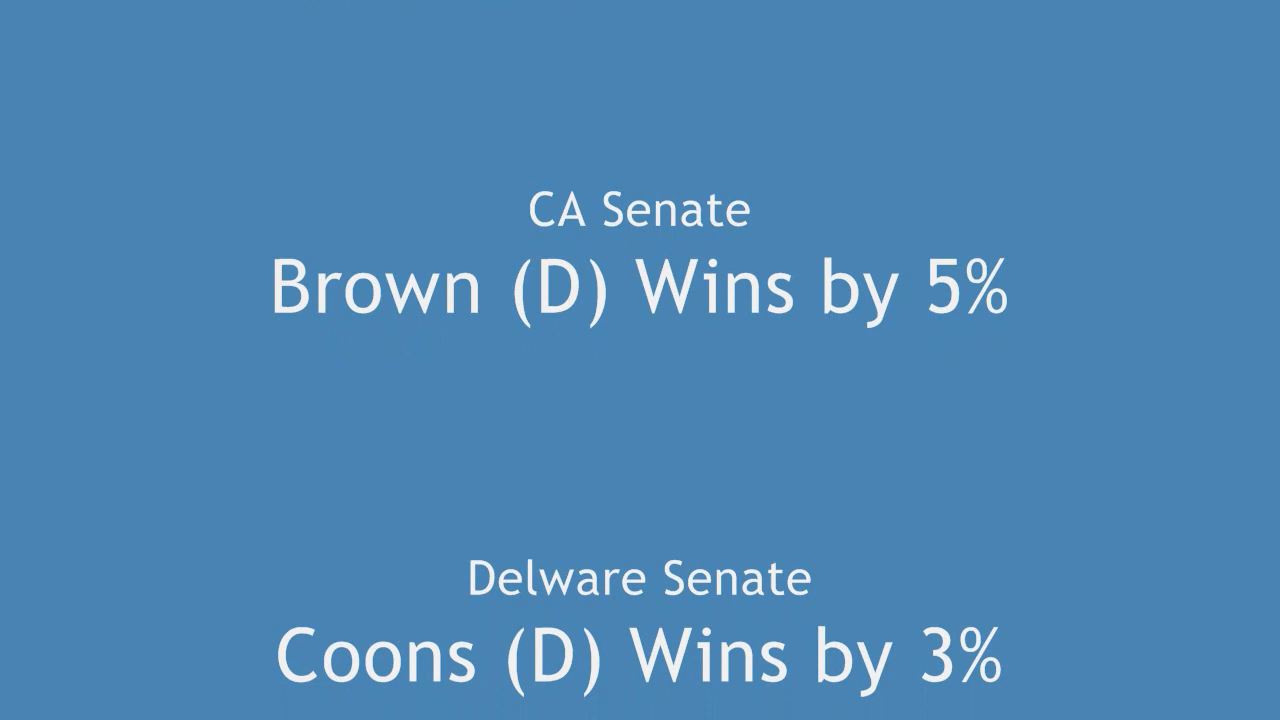 CA Senate
Brown (D) Wins by 5%
Delware Senate
Coons (D) Wins by 3%